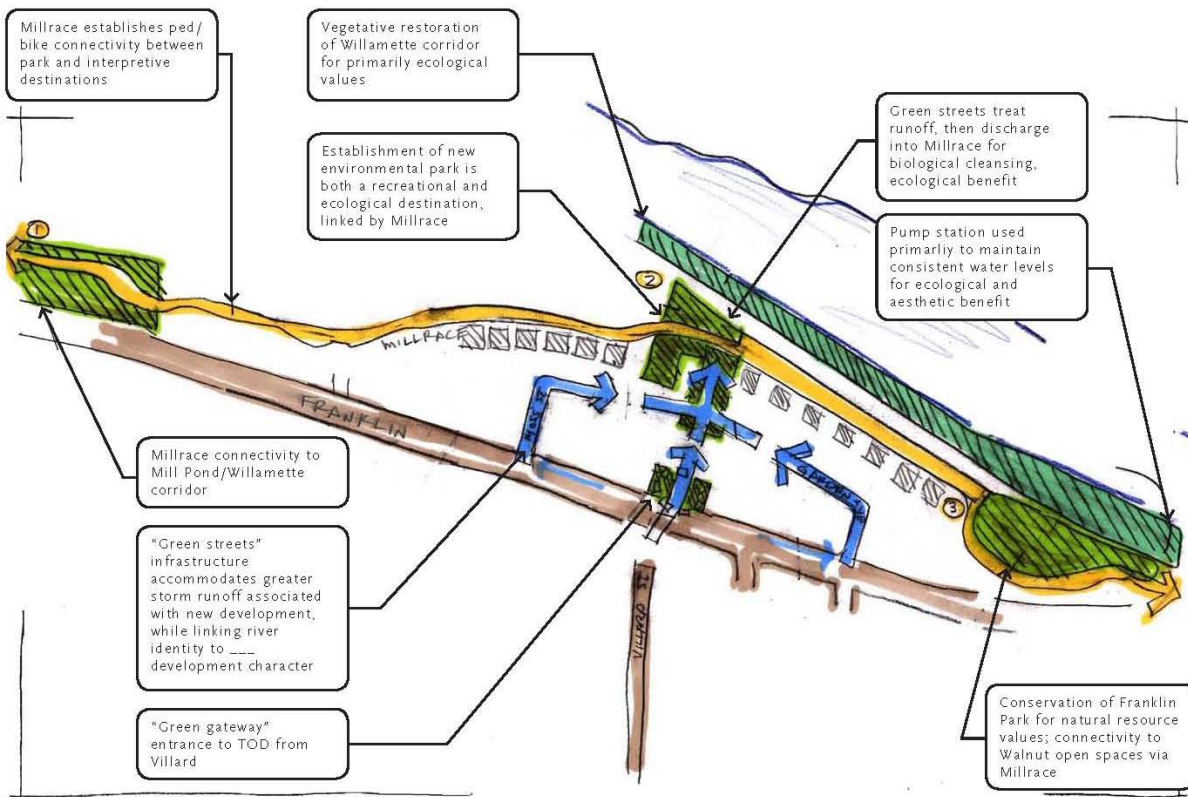 Millrace establishes ped/
bike connectivity between
park and interpretive
destinations
Vegetative restoration
of Willamette corridor
for primarily ecological
values
Green streets treat
runoff, then discharge
into Millrace for
biological cleansing,
ecological benefit
Establishment of new
environmental park is
both a recreational and
ecological destination,
linked by Millrace
Pump station used
primarliy to maintain
consistent water levels
for ecological and
aesthetic benefit
1
2
MILLRACE
FRANKLIN
MOSS ST
GARDEN
3
VILLARD ST
Millrace connectivity to
Mill Pond/Willamette
corridor
"Green streets"
infrastructure
accommodates greater
storm runoff associated
with new development,
while linking river
identity to ___
development character
"Green gateway"
entrance to TOD from
Villard
Conservation of Franklin
Park for natural resource
values; connectivity to
Walnut open spaces via
Millrace